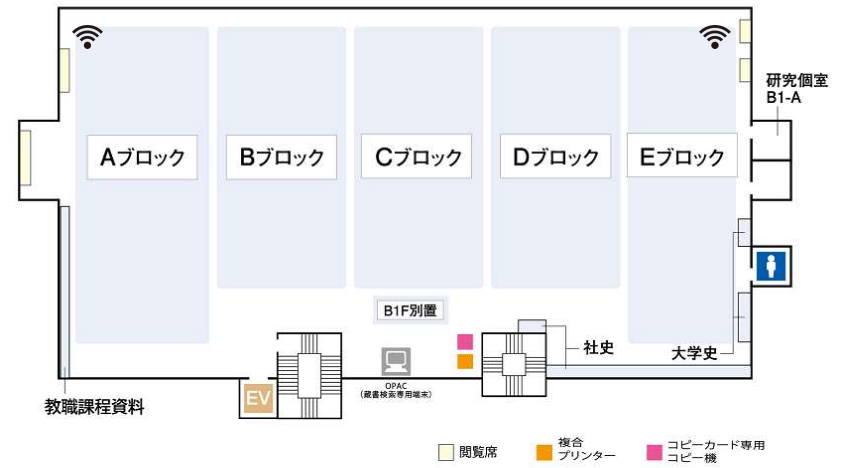 研究個室
B1-A
Aブロック
Bブロック
Cブロック
Dブロック
Eブロック
B1F別置
社史
大学史
OPAC
(蔵書検索専用端末)
EV
教職課程資料
閲覧席
複合
プリンター
コピーカード専用
コピー機